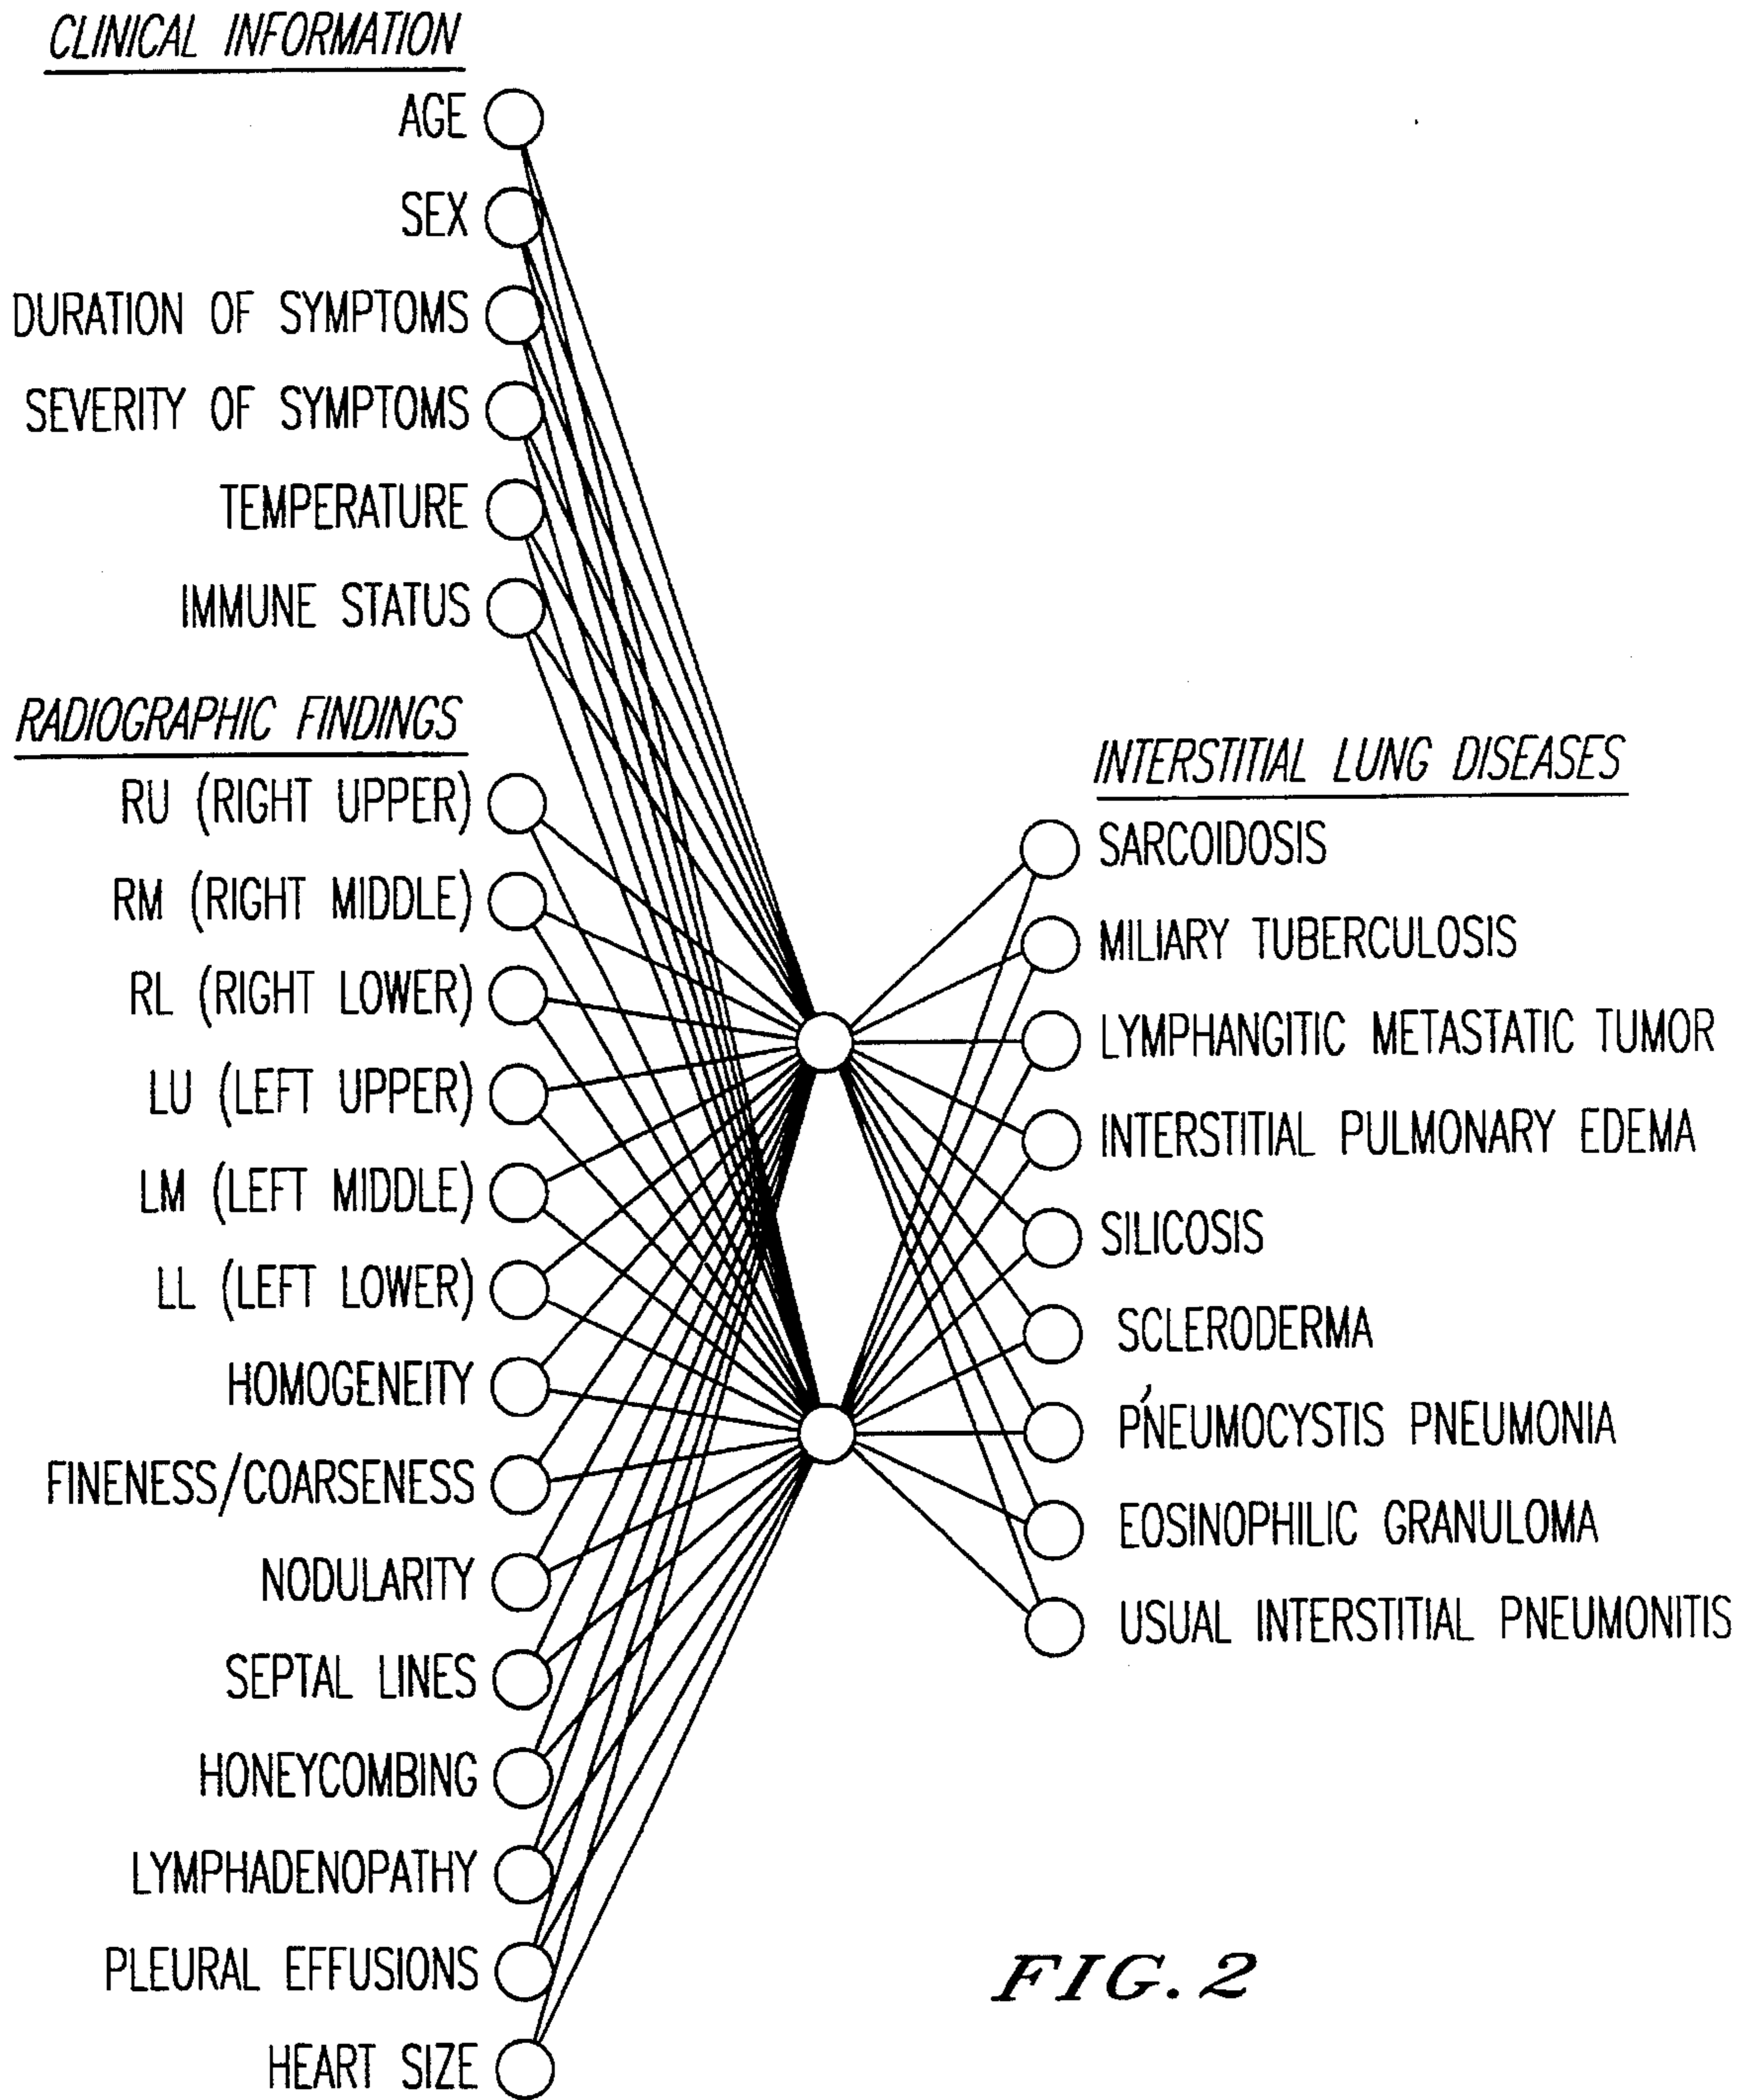 CLINICAL INFORMATION
AGE
SEX
DURATION OF SYMPTOMS
SEVERITY OF SYMPTOMS
TEMPERATURE
IMMUNE STATUS
RADIOGRAPHIC FINDINGS
RU (RIGHT UPPER)
RM (RIGHT MIDDLE)
RL (RIGHT LOWER)
LU (LEFT UPPER)
LM (LEFT MIDDLE)
LL (LEFT LOWER)
HOMOGENEITY
FINENESS/COARSENESS
NODULARITY
SEPTAL LINES
HONEYCOMBING
LYMPHADENOPATHY
PLEURAL EFFUSIONS
HEART SIZE
INTERSTITIAL LUNG DISEASES
SARCOIDOSIS
MILIARY TUBERCULOSIS
LYMPHANGITIC METASTATIC TUMOR
INTERSTITIAL PULMONARY EDEMA
SILICOSIS
SCLERODERMA
PNEUMOCYSTIS PNEUMONIA
EOSINOPHILIC GRANULOMA
USUAL INTERSTITIAL PNEUMONITIS
FIG. 2